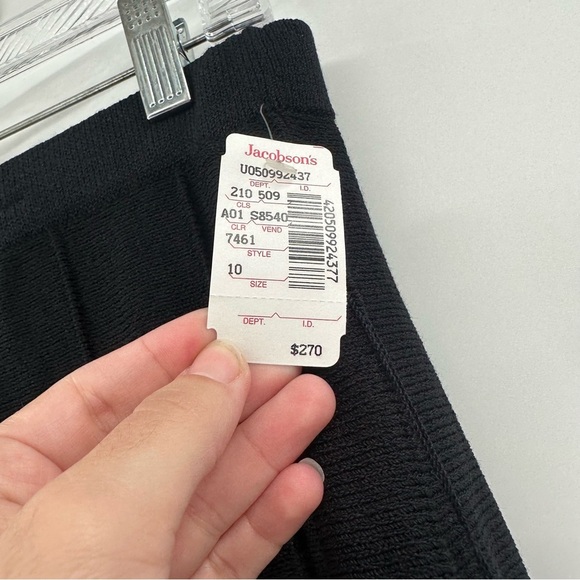 Jacobson's
U050992437
DEPT. I.D.
210 509
CLS
A01 S8540
CLR VEND
7461
STYLE
10
SIZE
420509924377
DEPT. I.D.
$270